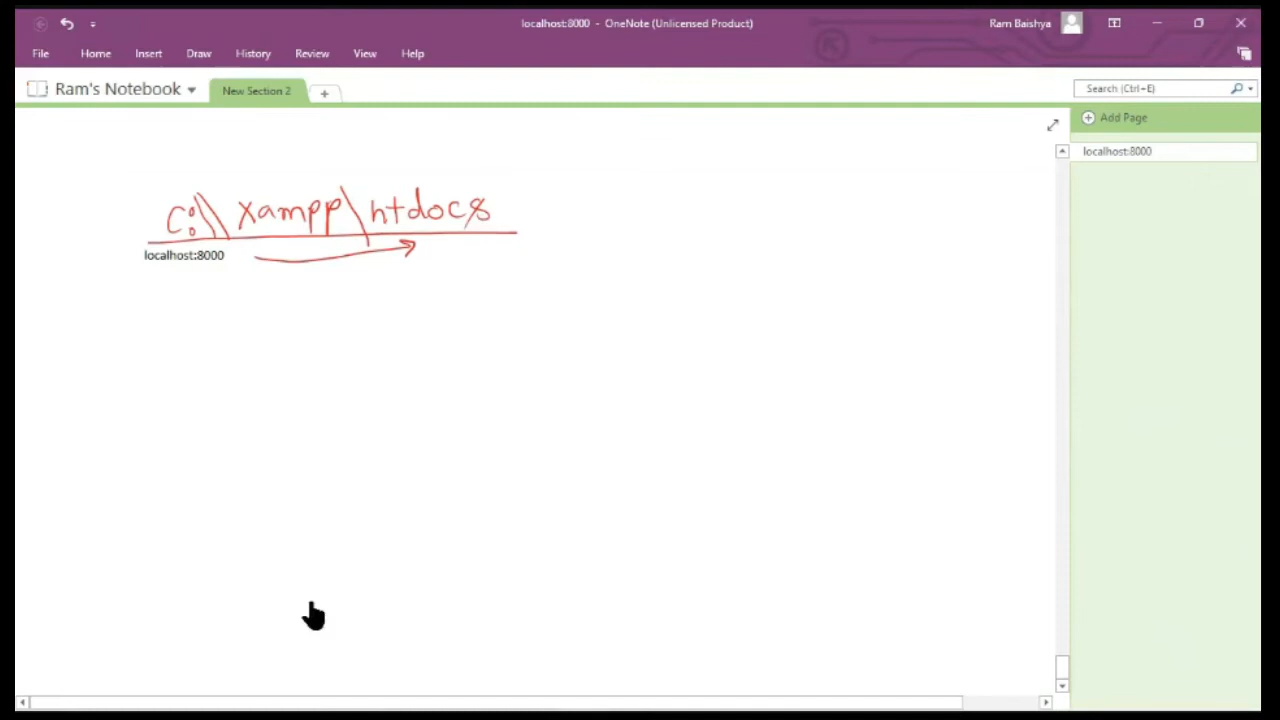 localhost:8000 - OneNote (Unlicensed Product)
Ram Baishya
File Home Insert Draw History Review View Help
Ram's Notebook
New Section 2
+
Search (Ctrl+E)
Add Page
localhost:8000
C:\\ xampp\htdocs
localhost:8000